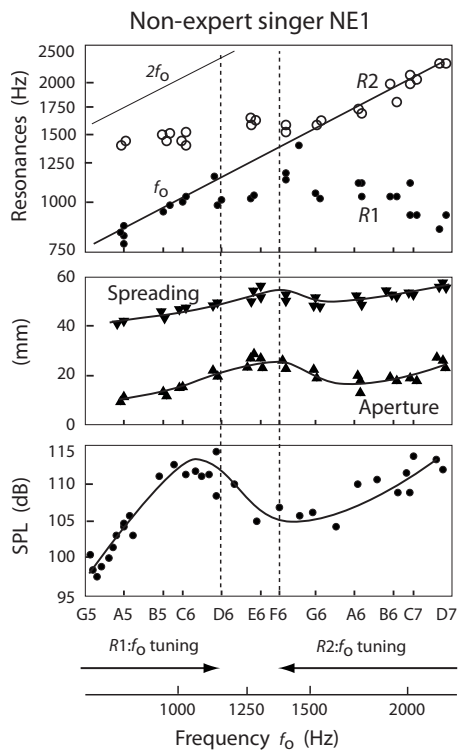 Non-expert singer NE1
Resonances (Hz)
2500
2000
1750
1500
1250
1000
750
2fo
fo
R2
R1
(mm)
60
40
20
0
Spreading
Aperture
SPL (dB)
115
110
105
100
95
G5 A5 B5 C6 D6 E6 F6 G6 A6 B6 C7 D7
R1:fo tuning R2:fo tuning
1000 1250 1500 2000
Frequency fo (Hz)